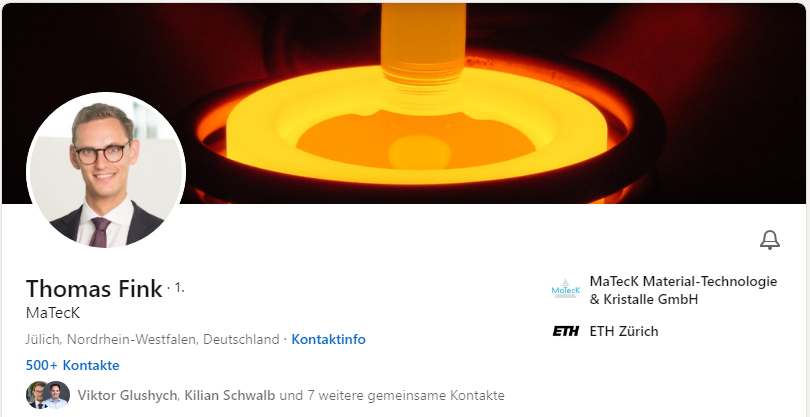 Thomas Fink · 1.
MaTecK
Jülich, Nordrhein-Westfalen, Deutschland · Kontaktinfo
500+ Kontakte
Viktor Glushych, Kilian Schwalb und 7 weitere gemeinsame Kontakte
MaTecK
MaTecK Material-Technologie
& Kristalle GmbH
ETH
ETH Zürich